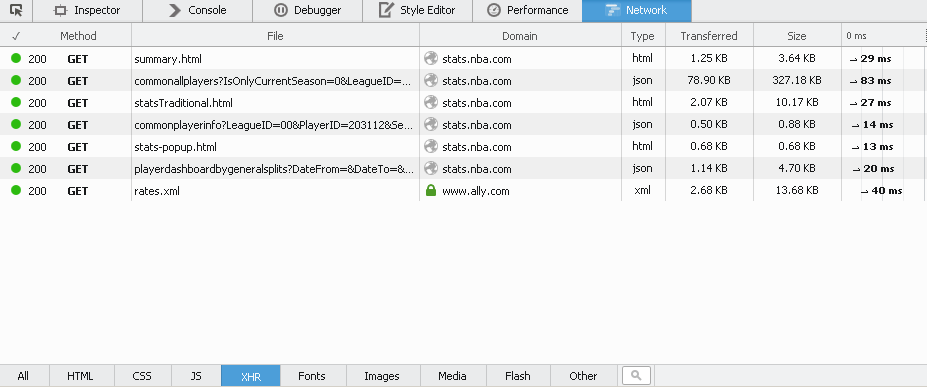 Inspector Console Debugger Style Editor Performance Network
✓ Method File Domain Type Transferred Size 0 ms
200 GET summary.html stats.nba.com html 1.25 KB 3.64 KB → 29 ms
200 GET commonallplayers?IsOnlyCurrentSeason=0&LeagueID=... stats.nba.com json 78.90 KB 327.18 KB → 83 ms
200 GET statsTraditional.html stats.nba.com html 2.07 KB 10.17 KB → 27 ms
200 GET commonplayerinfo?LeagueID=00&PlayerID=203112&Se... stats.nba.com json 0.50 KB 0.88 KB → 14 ms
200 GET stats-popup.html stats.nba.com html 0.68 KB 0.68 KB → 13 ms
200 GET playerdashboardbygeneralsplits?DateFrom=&DateTo=&... stats.nba.com json 1.14 KB 4.70 KB → 20 ms
200 GET rates.xml www.ally.com xml 2.68 KB 13.68 KB → 40 ms
All HTML CSS JS XHR Fonts Images Media Flash Other